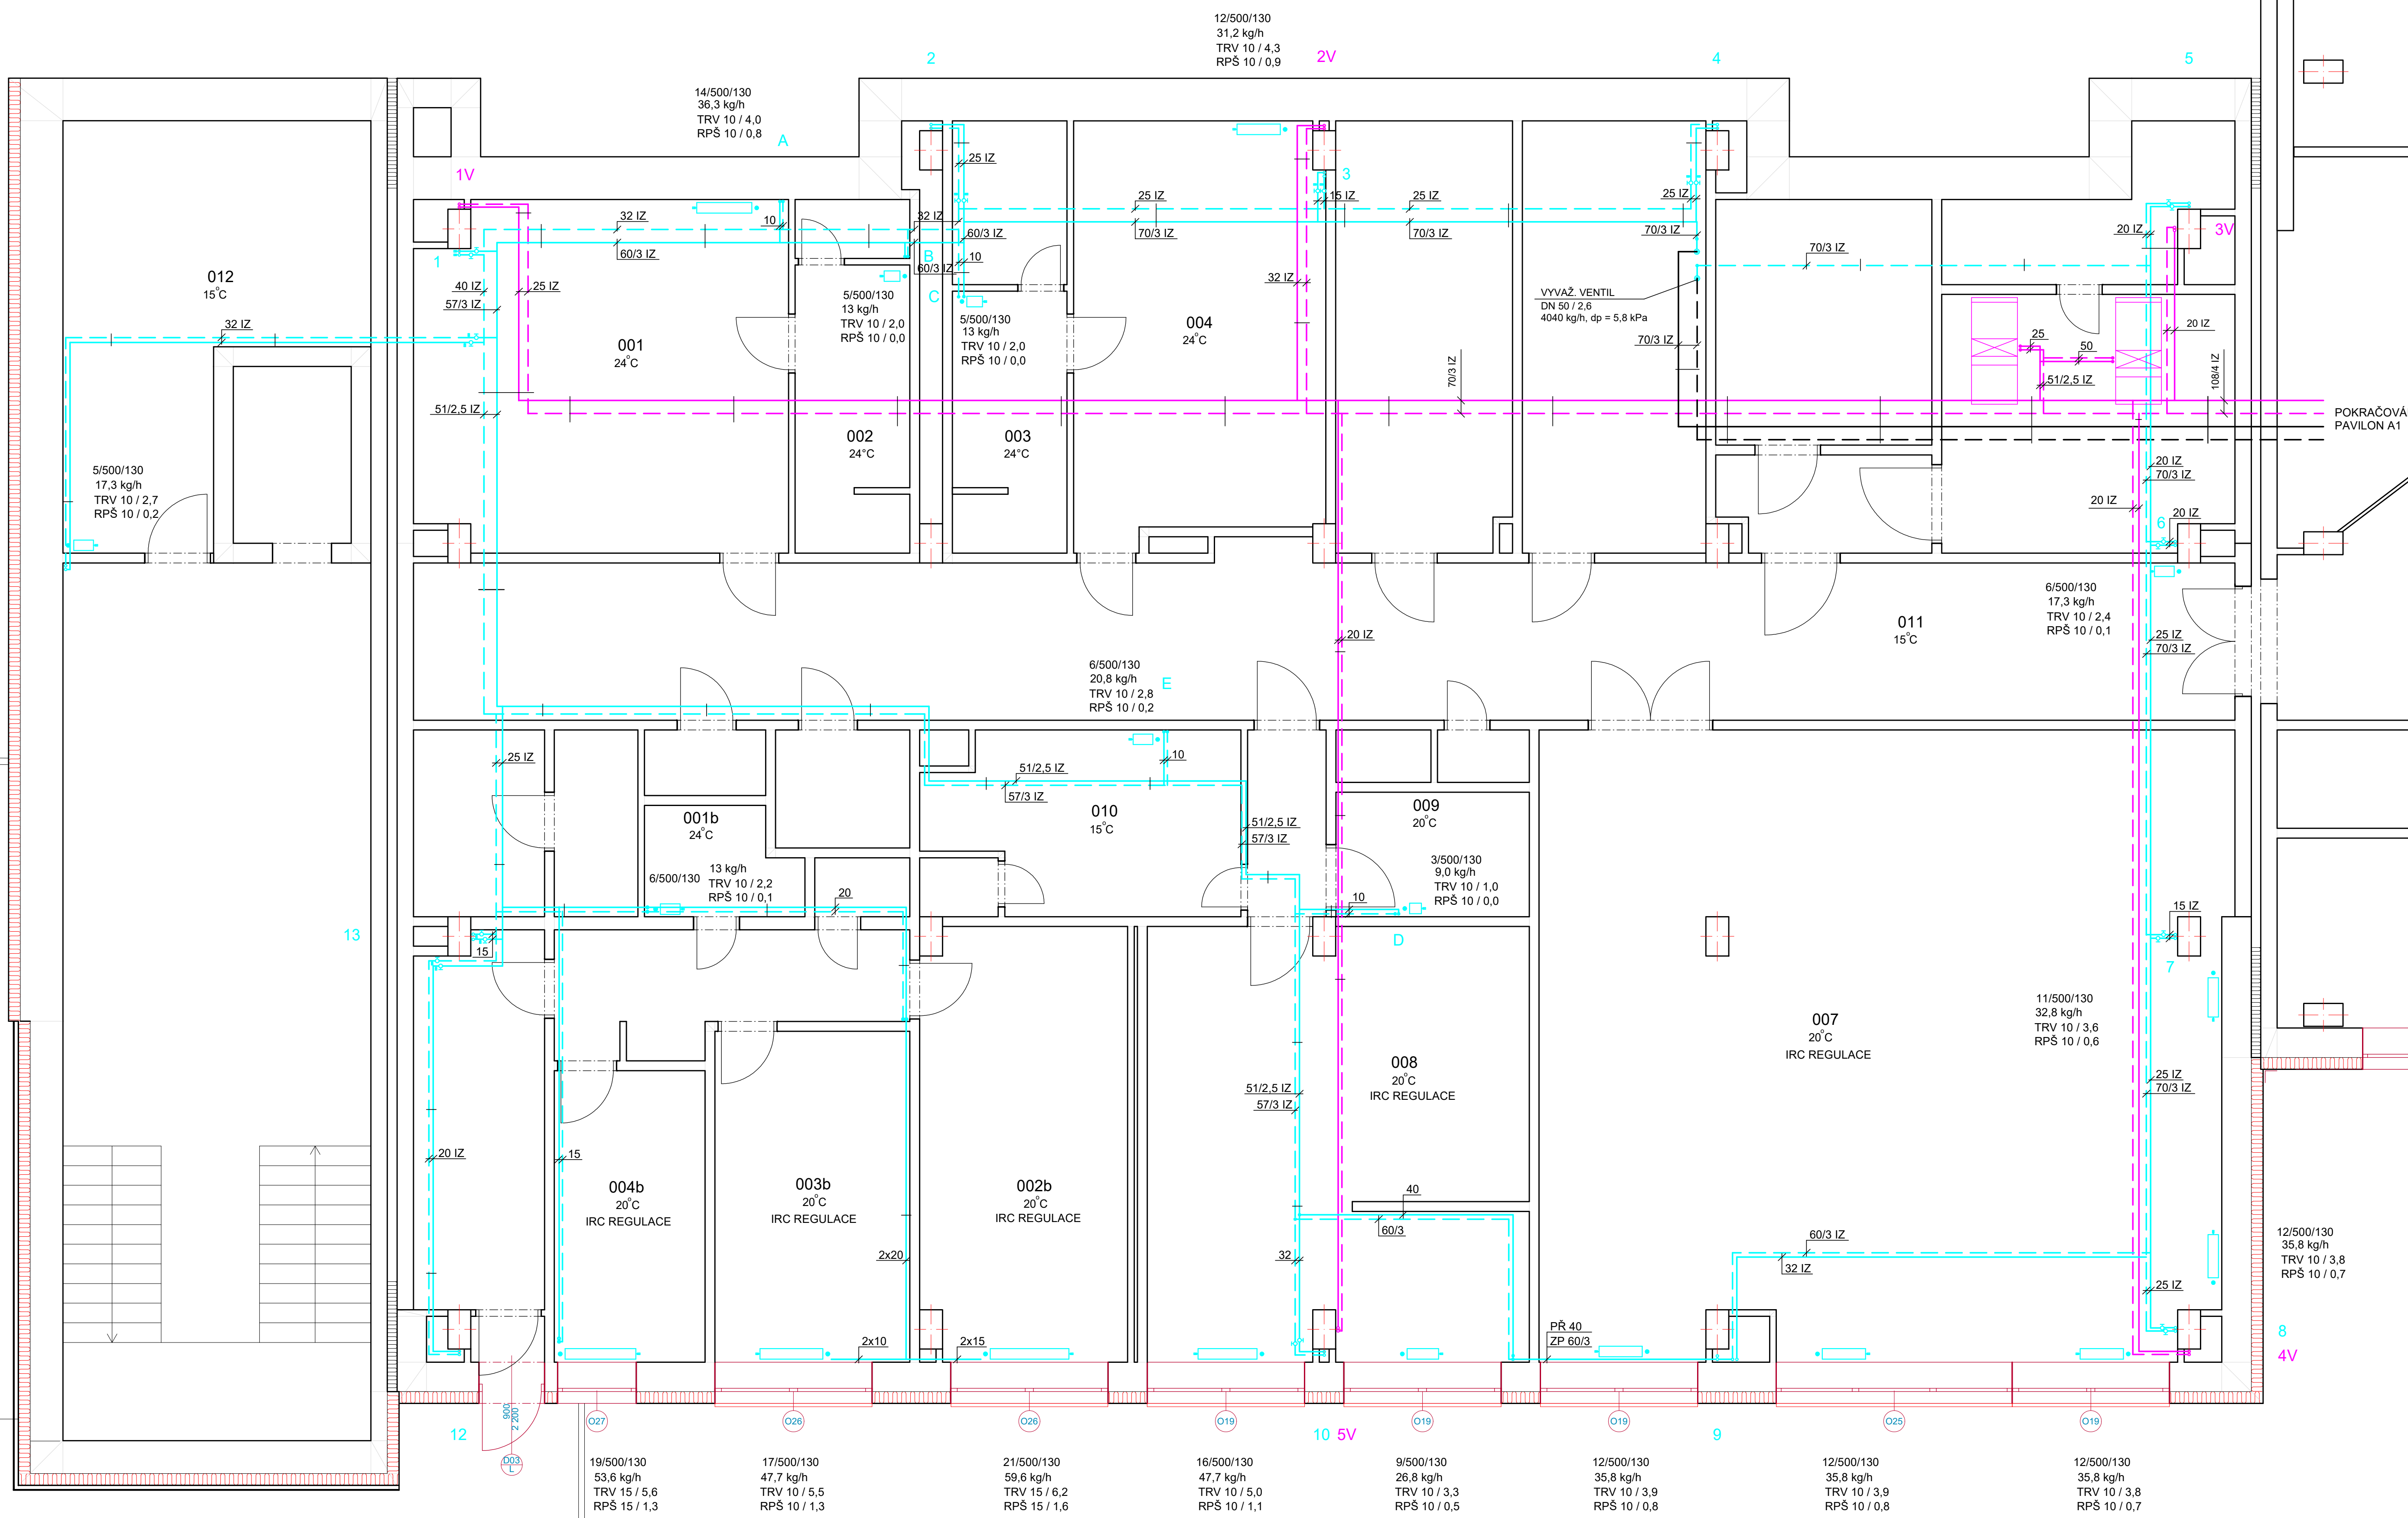 12/500/130
31,2 kg/h
TRV 10 / 4,3
RPŠ 10 / 0,9
2
2V
4
5
14/500/130
36,3 kg/h
TRV 10 / 4,0
RPŠ 10 / 0,8
A
1V
25 IZ
3
25 IZ
15 IZ
25 IZ
25 IZ
10
32 IZ
32 IZ
60/3 IZ
70/3 IZ
70/3 IZ
70/3 IZ
20 IZ
3V
60/3 IZ
B
60/3 IZ
10
70/3 IZ
1
012
15°C
40 IZ
25 IZ
57/3 IZ
C
32 IZ
5/500/130
13 kg/h
TRV 10 / 2,0
RPŠ 10 / 0,0
5/500/130
13 kg/h
TRV 10 / 2,0
RPŠ 10 / 0,0
VYVAŽ. VENTIL
DN 50 / 2,6
4040 kg/h, dp = 5,8 kPa
32 IZ
001
24°C
004
24°C
70/3 IZ
70/3 IZ
25
50
20 IZ
51/2,5 IZ
108/4 IZ
51/2,5 IZ
POKRAČOVÁ
PAVILON A1
002
24°C
003
24°C
5/500/130
17,3 kg/h
TRV 10 / 2,7
RPŠ 10 / 0,2
20 IZ
70/3 IZ
20 IZ
6
20 IZ
6/500/130
17,3 kg/h
TRV 10 / 2,4
RPŠ 10 / 0,1
011
15°C
20 IZ
25 IZ
70/3 IZ
6/500/130
20,8 kg/h
TRV 10 / 2,8
RPŠ 10 / 0,2
E
25 IZ
10
51/2,5 IZ
57/3 IZ
001b
24°C
010
15°C
009
20°C
51/2,5 IZ
57/3 IZ
6/500/130
13 kg/h
TRV 10 / 2,2
RPŠ 10 / 0,1
20
3/500/130
9,0 kg/h
TRV 10 / 1,0
RPŠ 10 / 0,0
10
15 IZ
13
15
D
7
11/500/130
32,8 kg/h
TRV 10 / 3,6
RPŠ 10 / 0,6
007
20°C
IRC REGULACE
008
20°C
IRC REGULACE
51/2,5 IZ
57/3 IZ
25 IZ
70/3 IZ
20 IZ
15
004b
20°C
IRC REGULACE
003b
20°C
IRC REGULACE
002b
20°C
IRC REGULACE
40
60/3
2x20
32
60/3 IZ
32 IZ
25 IZ
12/500/130
35,8 kg/h
TRV 10 / 3,8
RPŠ 10 / 0,7
2x10
2x15
PŘ 40
ZP 60/3
8
4V
900
2 200
O27
O26
O26
O19
O19
O19
O25
O19
12
10
5V
9
D03
L
19/500/130
53,6 kg/h
TRV 15 / 5,6
RPŠ 15 / 1,3
17/500/130
47,7 kg/h
TRV 10 / 5,5
RPŠ 10 / 1,3
21/500/130
59,6 kg/h
TRV 15 / 6,2
RPŠ 15 / 1,6
16/500/130
47,7 kg/h
TRV 10 / 5,0
RPŠ 10 / 1,1
9/500/130
26,8 kg/h
TRV 10 / 3,3
RPŠ 10 / 0,5
12/500/130
35,8 kg/h
TRV 10 / 3,9
RPŠ 10 / 0,8
12/500/130
35,8 kg/h
TRV 10 / 3,9
RPŠ 10 / 0,8
12/500/130
35,8 kg/h
TRV 10 / 3,8
RPŠ 10 / 0,7